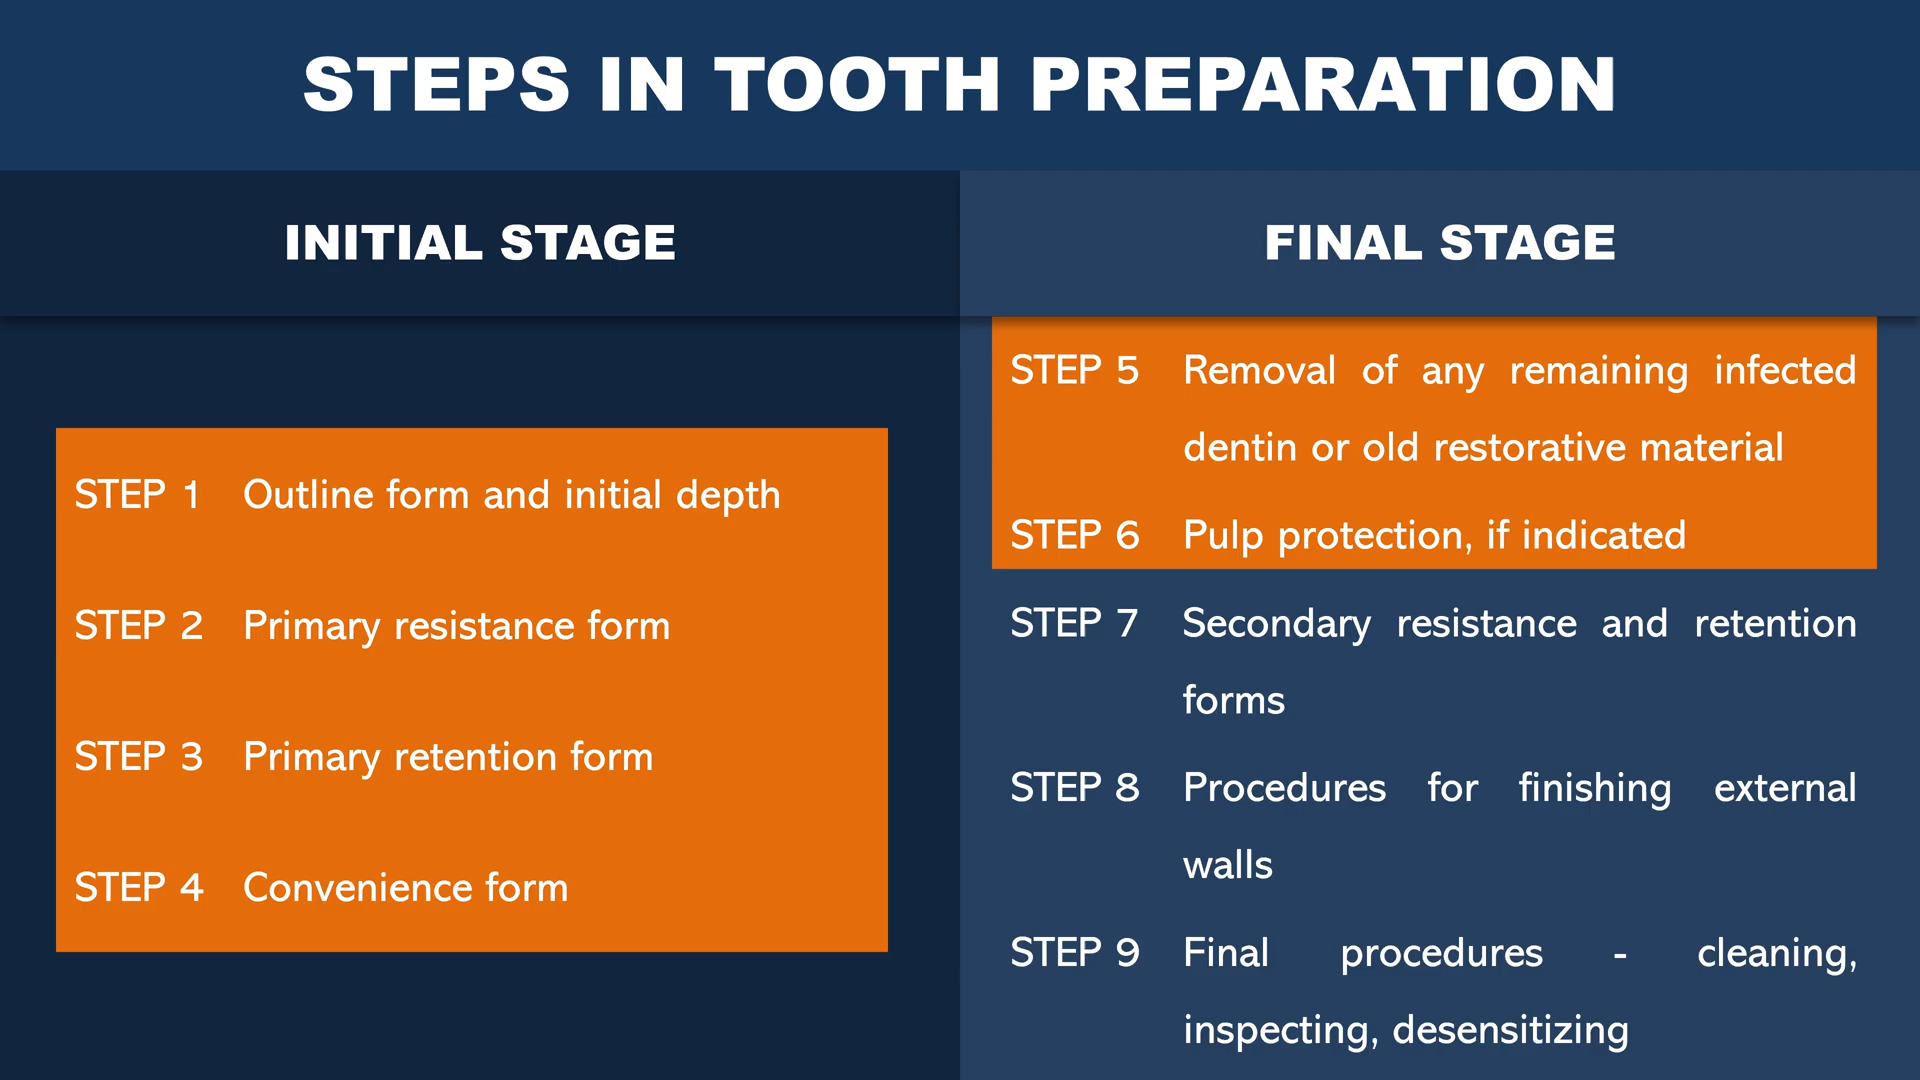 STEPS IN TOOTH PREPARATION
INITIAL STAGE
STEP 1 Outline form and initial depth
STEP 2 Primary resistance form
STEP 3 Primary retention form
STEP 4 Convenience form
FINAL STAGE
STEP 5 Removal of any remaining infected
dentin or old restorative material
STEP 6 Pulp protection, if indicated
STEP 7 Secondary resistance and retention
forms
STEP 8 Procedures for finishing external
walls
STEP 9 Final procedures - cleaning,
inspecting, desensitizing